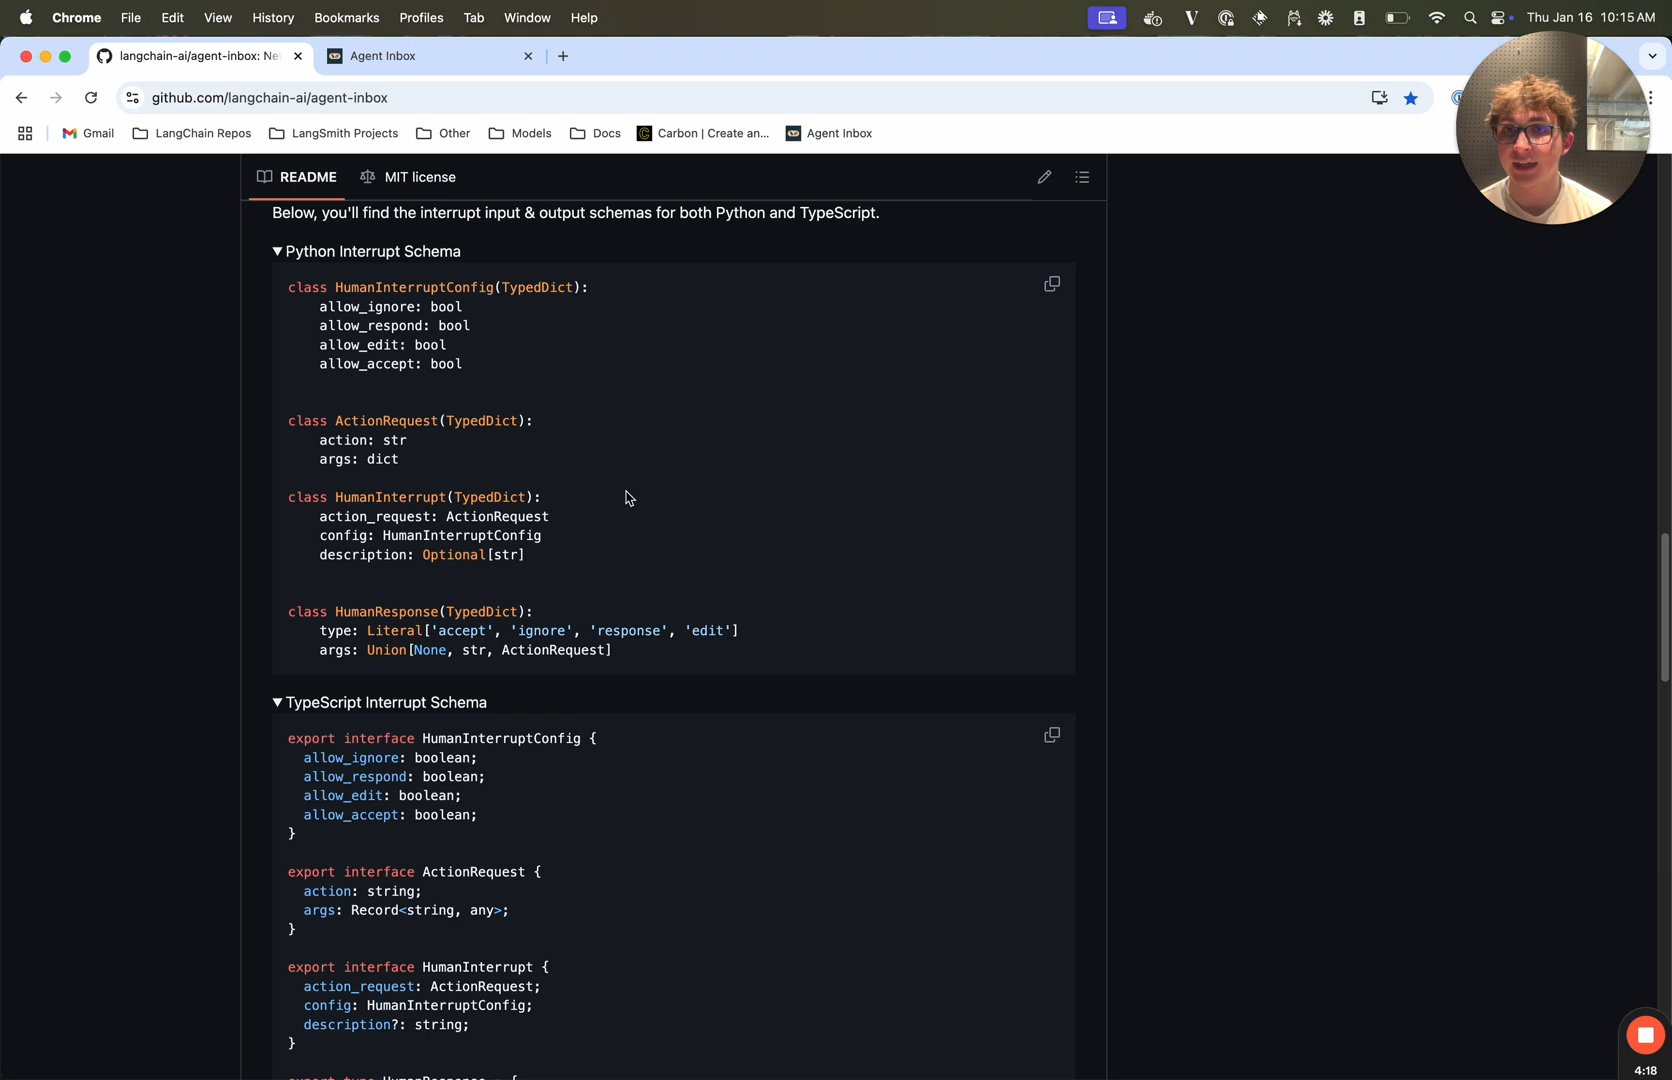 Chrome File Edit View History Bookmarks Profiles Tab Window Help Thu Jan 16 10:15 AM
langchain-ai/agent-inbox: Ne Agent Inbox
github.com/langchain-ai/agent-inbox
Gmail LangChain Repos LangSmith Projects Other Models Docs Carbon | Create an... Agent Inbox
README MIT license
Below, you'll find the interrupt input & output schemas for both Python and TypeScript.
Python Interrupt Schema
class HumanInterruptConfig(TypedDict):
allow_ignore: bool
allow_respond: bool
allow_edit: bool
allow_accept: bool
class ActionRequest(TypedDict):
action: str
args: dict
class HumanInterrupt(TypedDict):
action_request: ActionRequest
config: HumanInterruptConfig
description: Optional[str]
class HumanResponse(TypedDict):
type: Literal['accept', 'ignore', 'response', 'edit']
args: Union[None, str, ActionRequest]
TypeScript Interrupt Schema
export interface HumanInterruptConfig {
allow_ignore: boolean;
allow_respond: boolean;
allow_edit: boolean;
allow_accept: boolean;
}
export interface ActionRequest {
action: string;
args: Record<string, any>;
}
export interface HumanInterrupt {
action_request: ActionRequest;
config: HumanInterruptConfig;
description?: string;
}
4:18